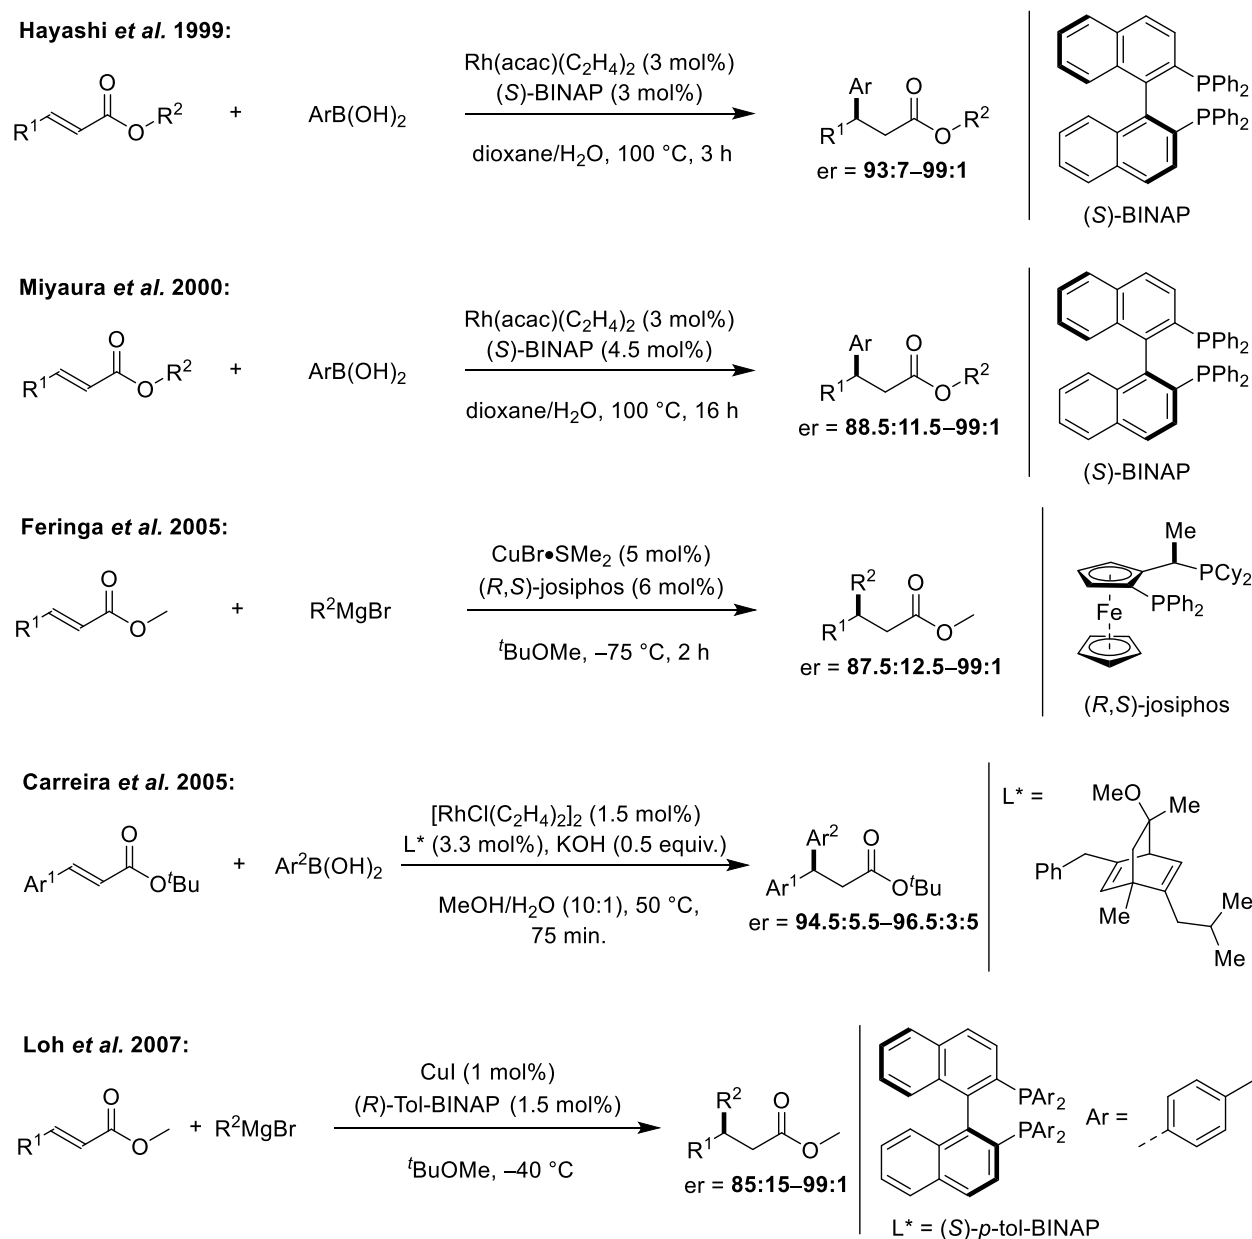 Hayashi et al. 1999:
R¹
O
O
R²
+
ArB(OH)₂
Rh(acac)(C₂H₄)₂ (3 mol%)
(S)-BINAP (3 mol%)
dioxane/H₂O, 100 °C, 3 h
Ar
R¹
O
O
R²
er = 93:7–99:1
PPh₂
PPh₂
(S)-BINAP
Miyaura et al. 2000:
R¹
O
O
R²
+
ArB(OH)₂
Rh(acac)(C₂H₄)₂ (3 mol%)
(S)-BINAP (4.5 mol%)
dioxane/H₂O, 100 °C, 16 h
Ar
R¹
O
O
R²
er = 88.5:11.5–99:1
PPh₂
PPh₂
(S)-BINAP
Feringa et al. 2005:
R¹
O
O
+
R²MgBr
CuBr•SMe₂ (5 mol%)
(R,S)-josiphos (6 mol%)
ᵗBuOMe, –75 °C, 2 h
R²
R¹
O
O
er = 87.5:12.5–99:1
Me
PCy₂
PPh₂
Fe
(R,S)-josiphos
Carreira et al. 2005:
Ar¹
O
OᵗBu
+
Ar²B(OH)₂
[RhCl(C₂H₄)₂]₂ (1.5 mol%)
L* (3.3 mol%), KOH (0.5 equiv.)
MeOH/H₂O (10:1), 50 °C,
75 min.
Ar²
Ar¹
O
OᵗBu
er = 94.5:5.5–96.5:3:5
L* =
MeO
Me
Ph
Me
Me
Me
Loh et al. 2007:
R¹
O
O
+
R²MgBr
CuI (1 mol%)
(R)-Tol-BINAP (1.5 mol%)
ᵗBuOMe, –40 °C
R²
R¹
O
O
er = 85:15–99:1
PAr₂
PAr₂
Ar =
L* = (S)-p-tol-BINAP